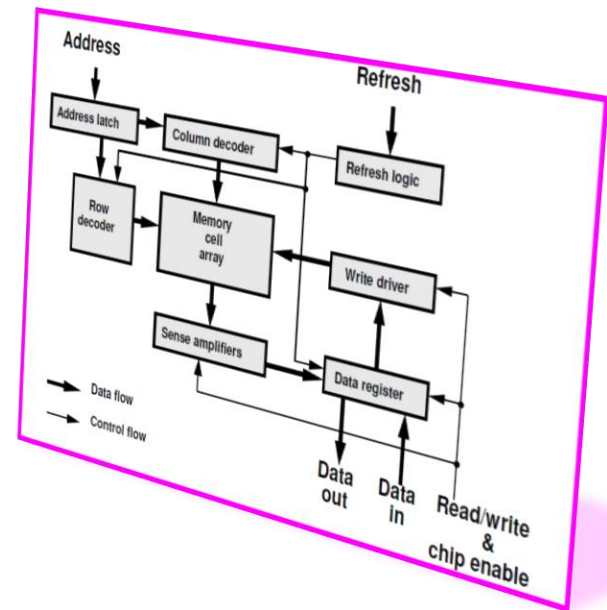 Address
Refresh
Address latch
Column decoder
Refresh logic
Row
decoder
Memory
cell
array
Write driver
Sense amplifiers
Data register
Data flow
Control flow
Data
out
Data
in
Read/write
&
chip enable